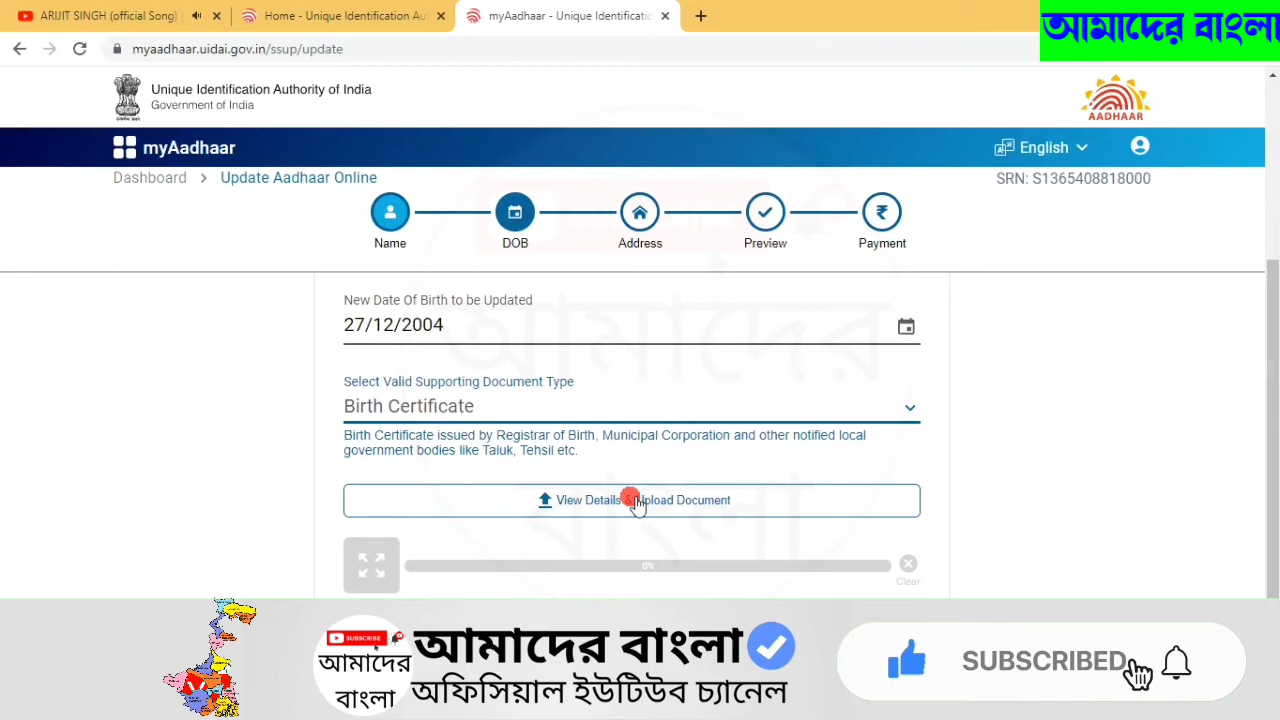 ARJIT SINGH (official Song)
Home - Unique Identification Aut
myAadhaar - Unique Identificatio
আমাদের বাংলা
myaadhaar.uidai.gov.in/ssup/update
Unique Identification Authority of India
Government of India
AADHAAR
myAadhaar
English
Dashboard > Update Aadhaar Online
SRN: S1365408818000
Name
DOB
Address
Preview
Payment
New Date Of Birth to be Updated
27/12/2004
Select Valid Supporting Document Type
Birth Certificate
Birth Certificate issued by Registrar of Birth, Municipal Corporation and other notified local
government bodies like Taluk, Tehsil etc.
View Details & Upload Document
আমাদের
বাংলা
0%
Clear
SUBSCRIBE
আমাদের
বাংলা
আমাদের বাংলা
অফিসিয়াল ইউটিউব চ্যানেল
SUBSCRIBED